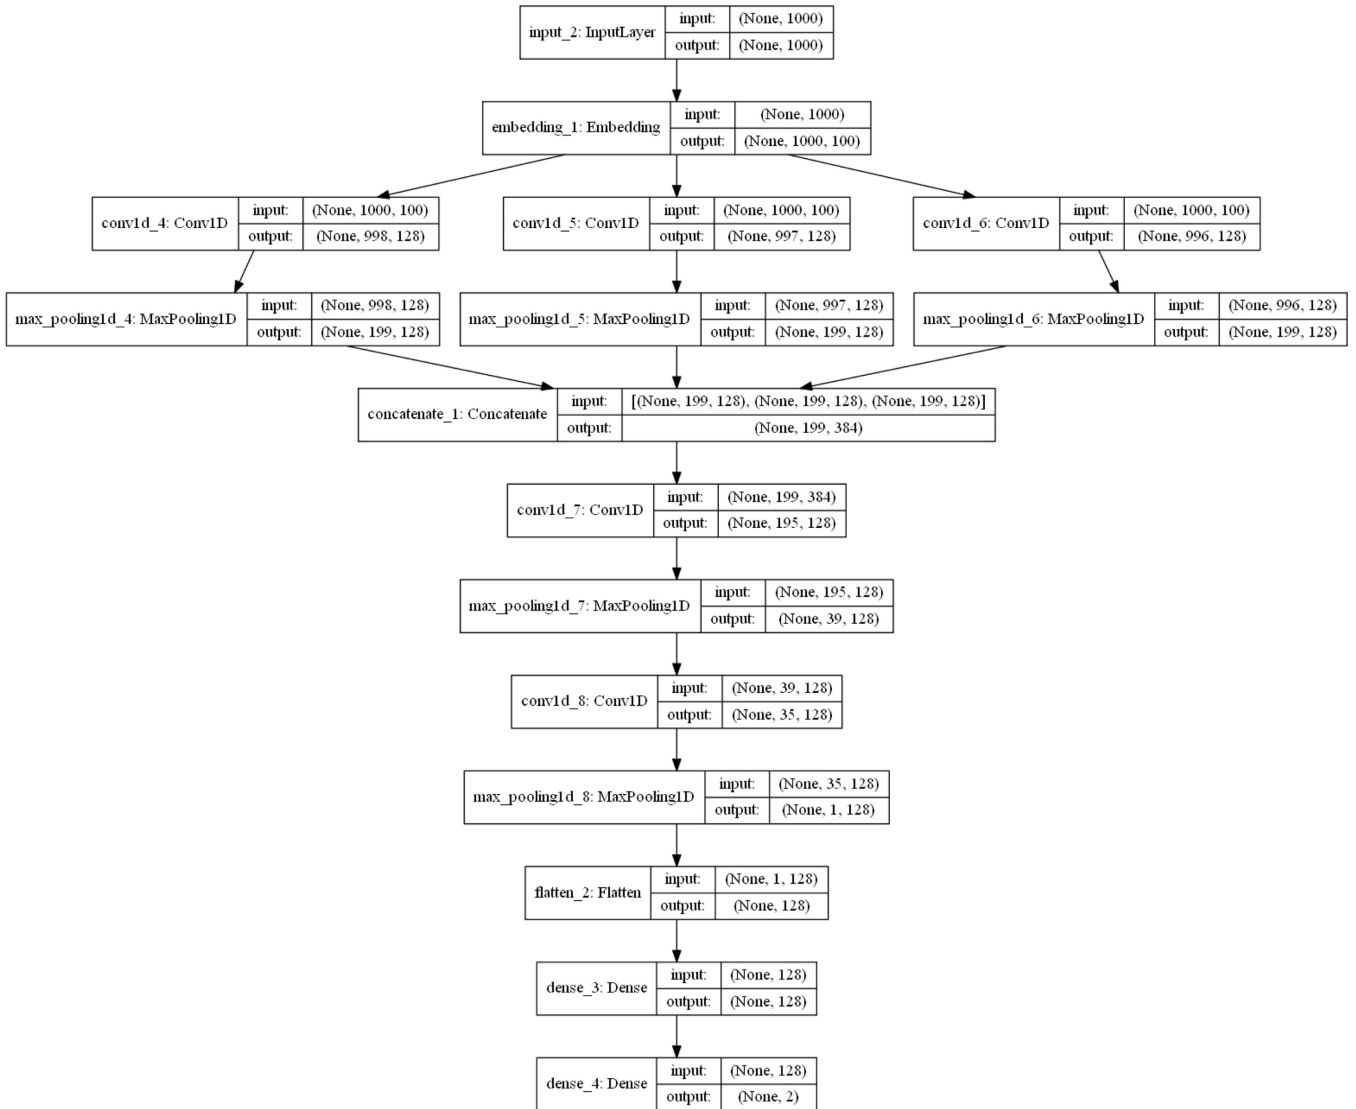 input_2: InputLayer
input: (None, 1000)
output: (None, 1000)
embedding_1: Embedding
input: (None, 1000)
output: (None, 1000, 100)
conv1d_4: Conv1D
input: (None, 1000, 100)
output: (None, 998, 128)
conv1d_5: Conv1D
input: (None, 1000, 100)
output: (None, 997, 128)
conv1d_6: Conv1D
input: (None, 1000, 100)
output: (None, 996, 128)
max_pooling1d_4: MaxPooling1D
input: (None, 998, 128)
output: (None, 199, 128)
max_pooling1d_5: MaxPooling1D
input: (None, 997, 128)
output: (None, 199, 128)
max_pooling1d_6: MaxPooling1D
input: (None, 996, 128)
output: (None, 199, 128)
concatenate_1: Concatenate
input: [(None, 199, 128), (None, 199, 128), (None, 199, 128)]
output: (None, 199, 384)
conv1d_7: Conv1D
input: (None, 199, 384)
output: (None, 195, 128)
max_pooling1d_7: MaxPooling1D
input: (None, 195, 128)
output: (None, 39, 128)
conv1d_8: Conv1D
input: (None, 39, 128)
output: (None, 35, 128)
max_pooling1d_8: MaxPooling1D
input: (None, 35, 128)
output: (None, 1, 128)
flatten_2: Flatten
input: (None, 1, 128)
output: (None, 128)
dense_3: Dense
input: (None, 128)
output: (None, 128)
dense_4: Dense
input: (None, 128)
output: (None, 2)